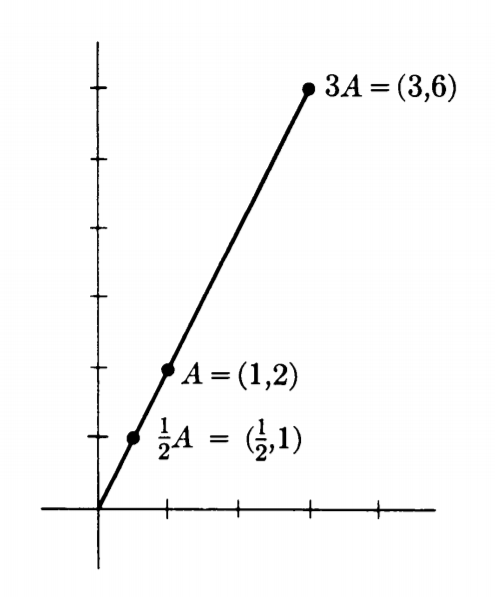 3A = (3,6)
A = (1,2)
½A = (½,1)